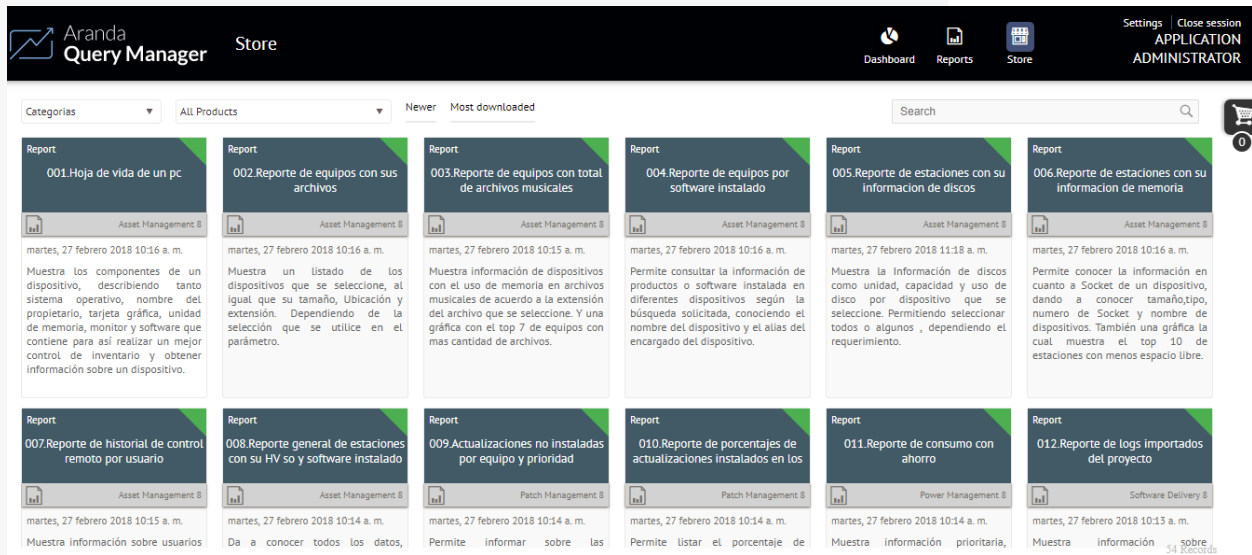 Aranda
Query Manager
Store
Dashboard
Reports
Store
Settings
Close session
APPLICATION
ADMINISTRATOR
Categorias
All Products
Newer
Most downloaded
Search
0
Report
001.Hoja de vida de un pc
Asset Management 8
martes, 27 febrero 2018 10:16 a. m.
Muestra los componentes de un
dispositivo, describiendo tanto
sistema operativo, nombre del
propietario, tarjeta gráfica, unidad
de memoria, monitor y software que
contiene para así realizar un mejor
control de inventario y obtener
información sobre un dispositivo.
Report
002.Reporte de equipos con sus
archivos
Asset Management 8
martes, 27 febrero 2018 10:16 a. m.
Muestra un listado de los
dispositivos que se seleccione, al
igual que su tamaño, Ubicación y
extensión. Dependiendo de la
selección que se utilice en el
parámetro.
Report
003.Reporte de equipos con total
de archivos musicales
Asset Management 8
martes, 27 febrero 2018 10:15 a. m.
Muestra información de dispositivos
con el uso de memoria en archivos
musicales de acuerdo a la extensión
del archivo que se seleccione. Y una
gráfica con el top 7 de equipos con
mas cantidad de archivos.
Report
004.Reporte de equipos por
software instalado
Asset Management 8
martes, 27 febrero 2018 10:16 a. m.
Permite consultar la información de
productos o software instalada en
diferentes dispositivos según la
búsqueda solicitada, conociendo el
nombre del dispositivo y el alias del
encargado del dispositivo.
Report
005.Reporte de estaciones con su
informacion de discos
Asset Management 8
martes, 27 febrero 2018 11:18 a. m.
Muestra la Información de discos
como unidad, capacidad y uso de
disco por dispositivo que se
seleccione. Permitiendo seleccionar
todos o algunos , dependiendo el
requerimiento.
Report
006.Reporte de estaciones con su
informacion de memoria
Asset Management 8
martes, 27 febrero 2018 10:16 a. m.
Permite conocer la información en
cuanto a Socket de un dispositivo,
dando a conocer tamaño,tipo,
numero de Socket y nombre de
dispositivos. También una gráfica la
cual muestra el top 10 de
estaciones con menos espacio libre.
Report
007.Reporte de historial de control
remoto por usuario
Asset Management 8
martes, 27 febrero 2018 10:15 a. m.
Muestra información sobre usuarios
Report
008.Reporte general de estaciones
con su HV so y software instalado
Asset Management 8
martes, 27 febrero 2018 10:14 a. m.
Da a conocer todos los datos,
Report
009.Actualizaciones no instaladas
por equipo y prioridad
Patch Management 8
martes, 27 febrero 2018 10:14 a. m.
Permite informar sobre las
Report
010.Reporte de porcentajes de
actualizaciones instalados en los
Patch Management 8
martes, 27 febrero 2018 10:14 a. m.
Permite listar el porcentaje de
Report
011.Reporte de consumo con
ahorro
Power Management 8
martes, 27 febrero 2018 10:14 a. m.
Muestra información prioritaria,
Report
012.Reporte de logs importados
del proyecto
Software Delivery 8
martes, 27 febrero 2018 10:13 a. m.
Muestra información sobre
54 Records